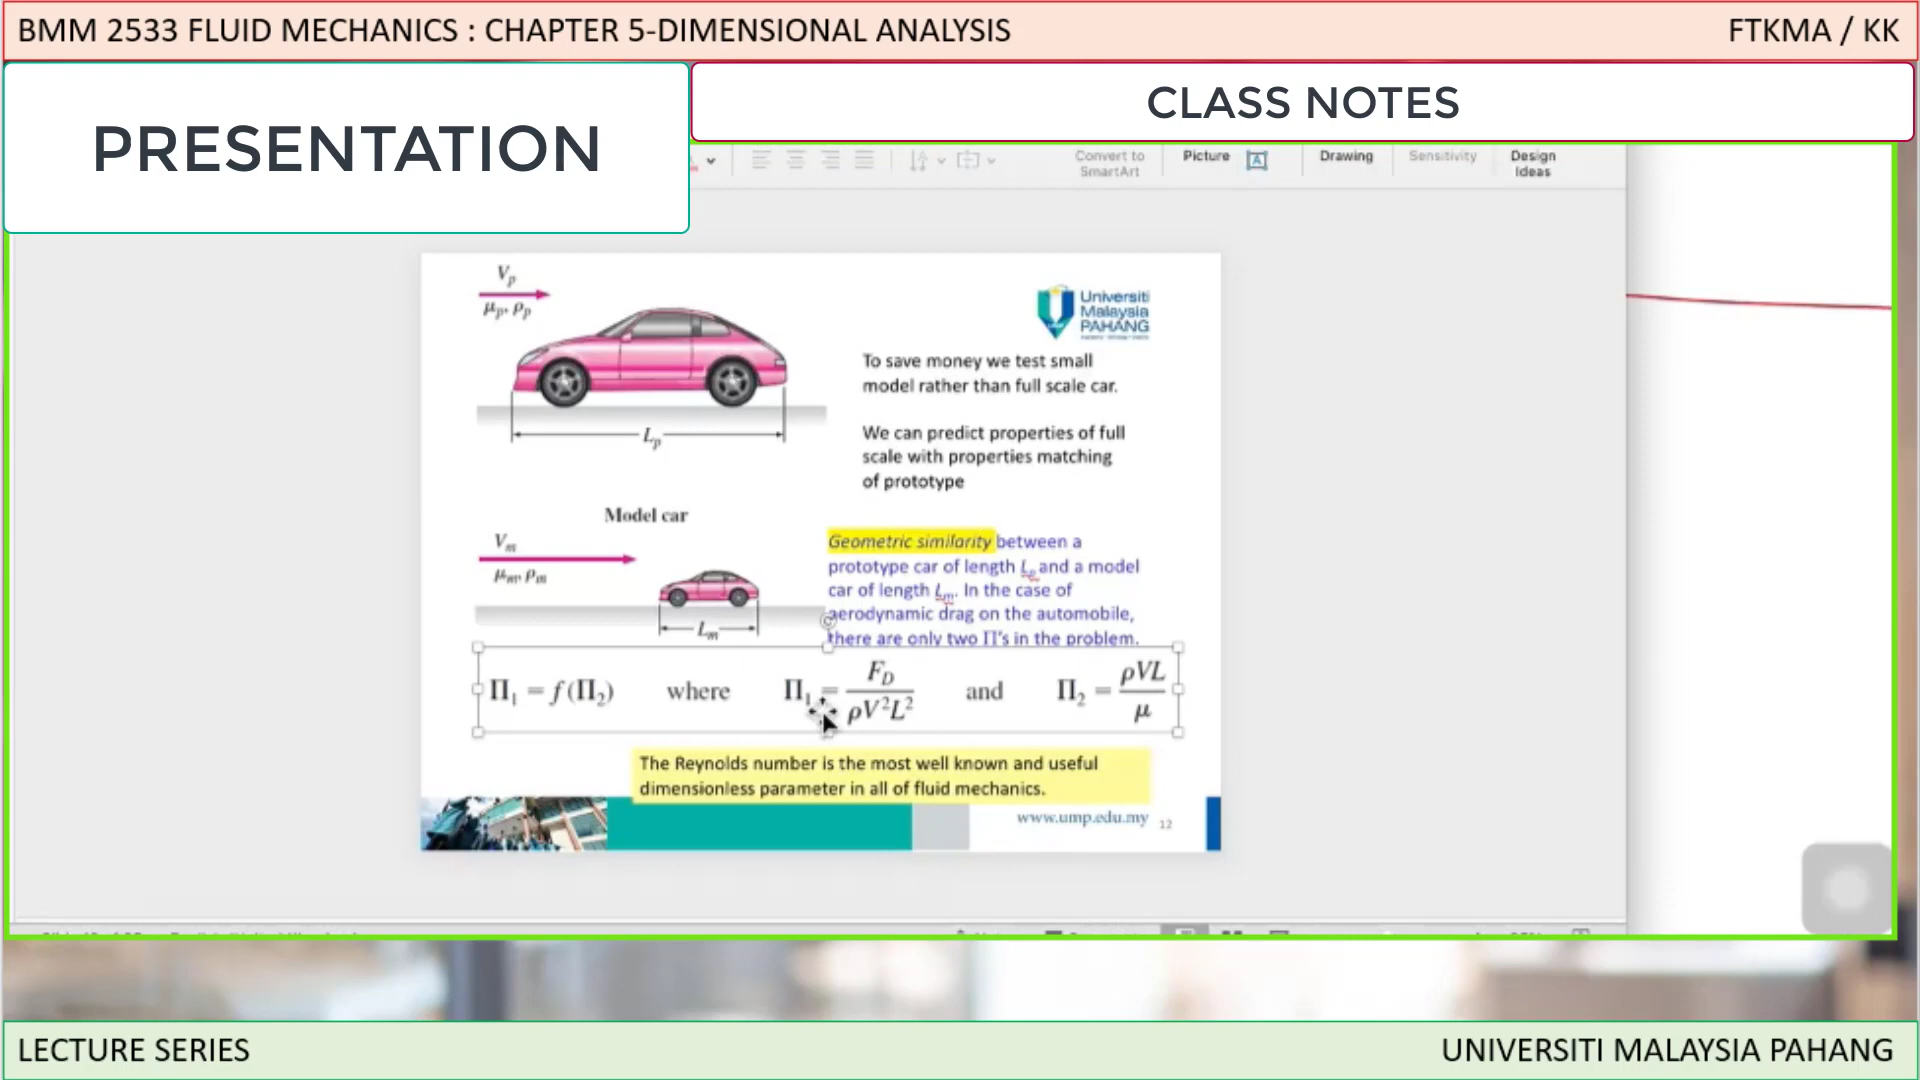 BMM 2533 FLUID MECHANICS : CHAPTER 5-DIMENSIONAL ANALYSIS
FTKMA / KK
PRESENTATION
CLASS NOTES
Convert to
SmartArt
Picture
Drawing
Sensitivity
Design
Ideas
Vp
μp, ρp
Universiti
Malaysia
PAHANG
To save money we test small
model rather than full scale car.
Lp
We can predict properties of full
scale with properties matching
of prototype
Model car
Vm
μm, ρm
Lm
Geometric similarity between a
prototype car of length Lp and a model
car of length Lm. In the case of
aerodynamic drag on the automobile,
there are only two Π's in the problem.
Π1 = f(Π2) where Π1 = FD / ρV²L² and Π2 = ρVL / μ
The Reynolds number is the most well known and useful
dimensionless parameter in all of fluid mechanics.
www.ump.edu.my 12
LECTURE SERIES
UNIVERSITI MALAYSIA PAHANG